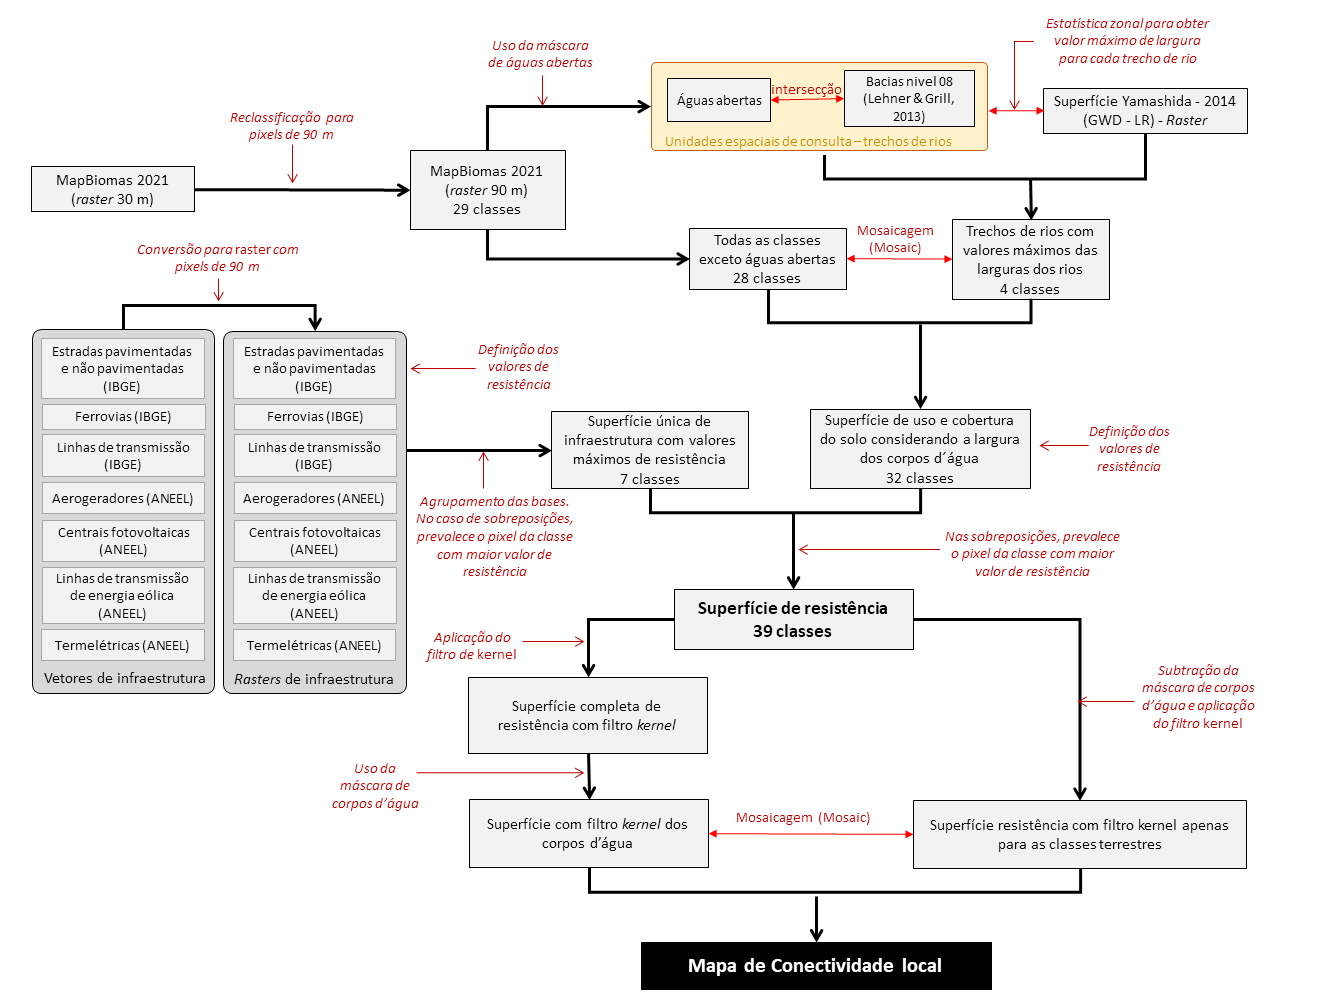 Estatística zonal para obter
valor máximo de largura
para cada trecho de rio
Uso da máscara
de águas abertas
Águas abertas
intersecção
Bacias nivel 08
(Lehner & Grill,
2013)
Unidades espaciais de consulta – trechos de rios
Superfície Yamashida - 2014
(GWD - LR) - Raster
Reclassificação para
pixels de 90 m
MapBiomas 2021
(raster 30 m)
MapBiomas 2021
(raster 90 m)
29 classes
Todas as classes
exceto águas abertas
28 classes
Mosaicagem
(Mosaic)
Trechos de rios com
valores máximos das
larguras dos rios
4 classes
Conversão para raster com
pixels de 90 m
Estradas pavimentadas
e não pavimentadas
(IBGE)
Ferrovias (IBGE)
Linhas de transmissão
(IBGE)
Aerogeradores (ANEEL)
Centrais fotovoltaicas
(ANEEL)
Linhas de transmissão
de energia eólica
(ANEEL)
Termelétricas (ANEEL)
Vetores de infraestrutura
Estradas pavimentadas
e não pavimentadas
(IBGE)
Ferrovias (IBGE)
Linhas de transmissão
(IBGE)
Aerogeradores (ANEEL)
Centrais fotovoltaicas
(ANEEL)
Linhas de transmissão
de energia eólica
(ANEEL)
Termelétricas (ANEEL)
Rasters de infraestrutura
Definição dos
valores de
resistência
Superfície única de
infraestrutura com valores
máximos de resistência
7 classes
Superfície de uso e cobertura
do solo considerando a largura
dos corpos d´água
32 classes
Definição dos
valores de
resistência
Agrupamento das bases.
No caso de sobreposições,
prevalece o pixel da classe
com maior valor de
resistência
Nas sobreposições, prevalece
o pixel da classe com maior
valor de resistência
Superfície de resistência
39 classes
Aplicação do
filtro de kernel
Subtração da
máscara de corpos
d’água e aplicação
do filtro kernel
Superfície completa de
resistência com filtro kernel
Uso da
máscara de
corpos d’água
Superfície com filtro kernel dos
corpos d’água
Mosaicagem (Mosaic)
Superfície resistência com filtro kernel apenas
para as classes terrestres
Mapa de Conectividade local